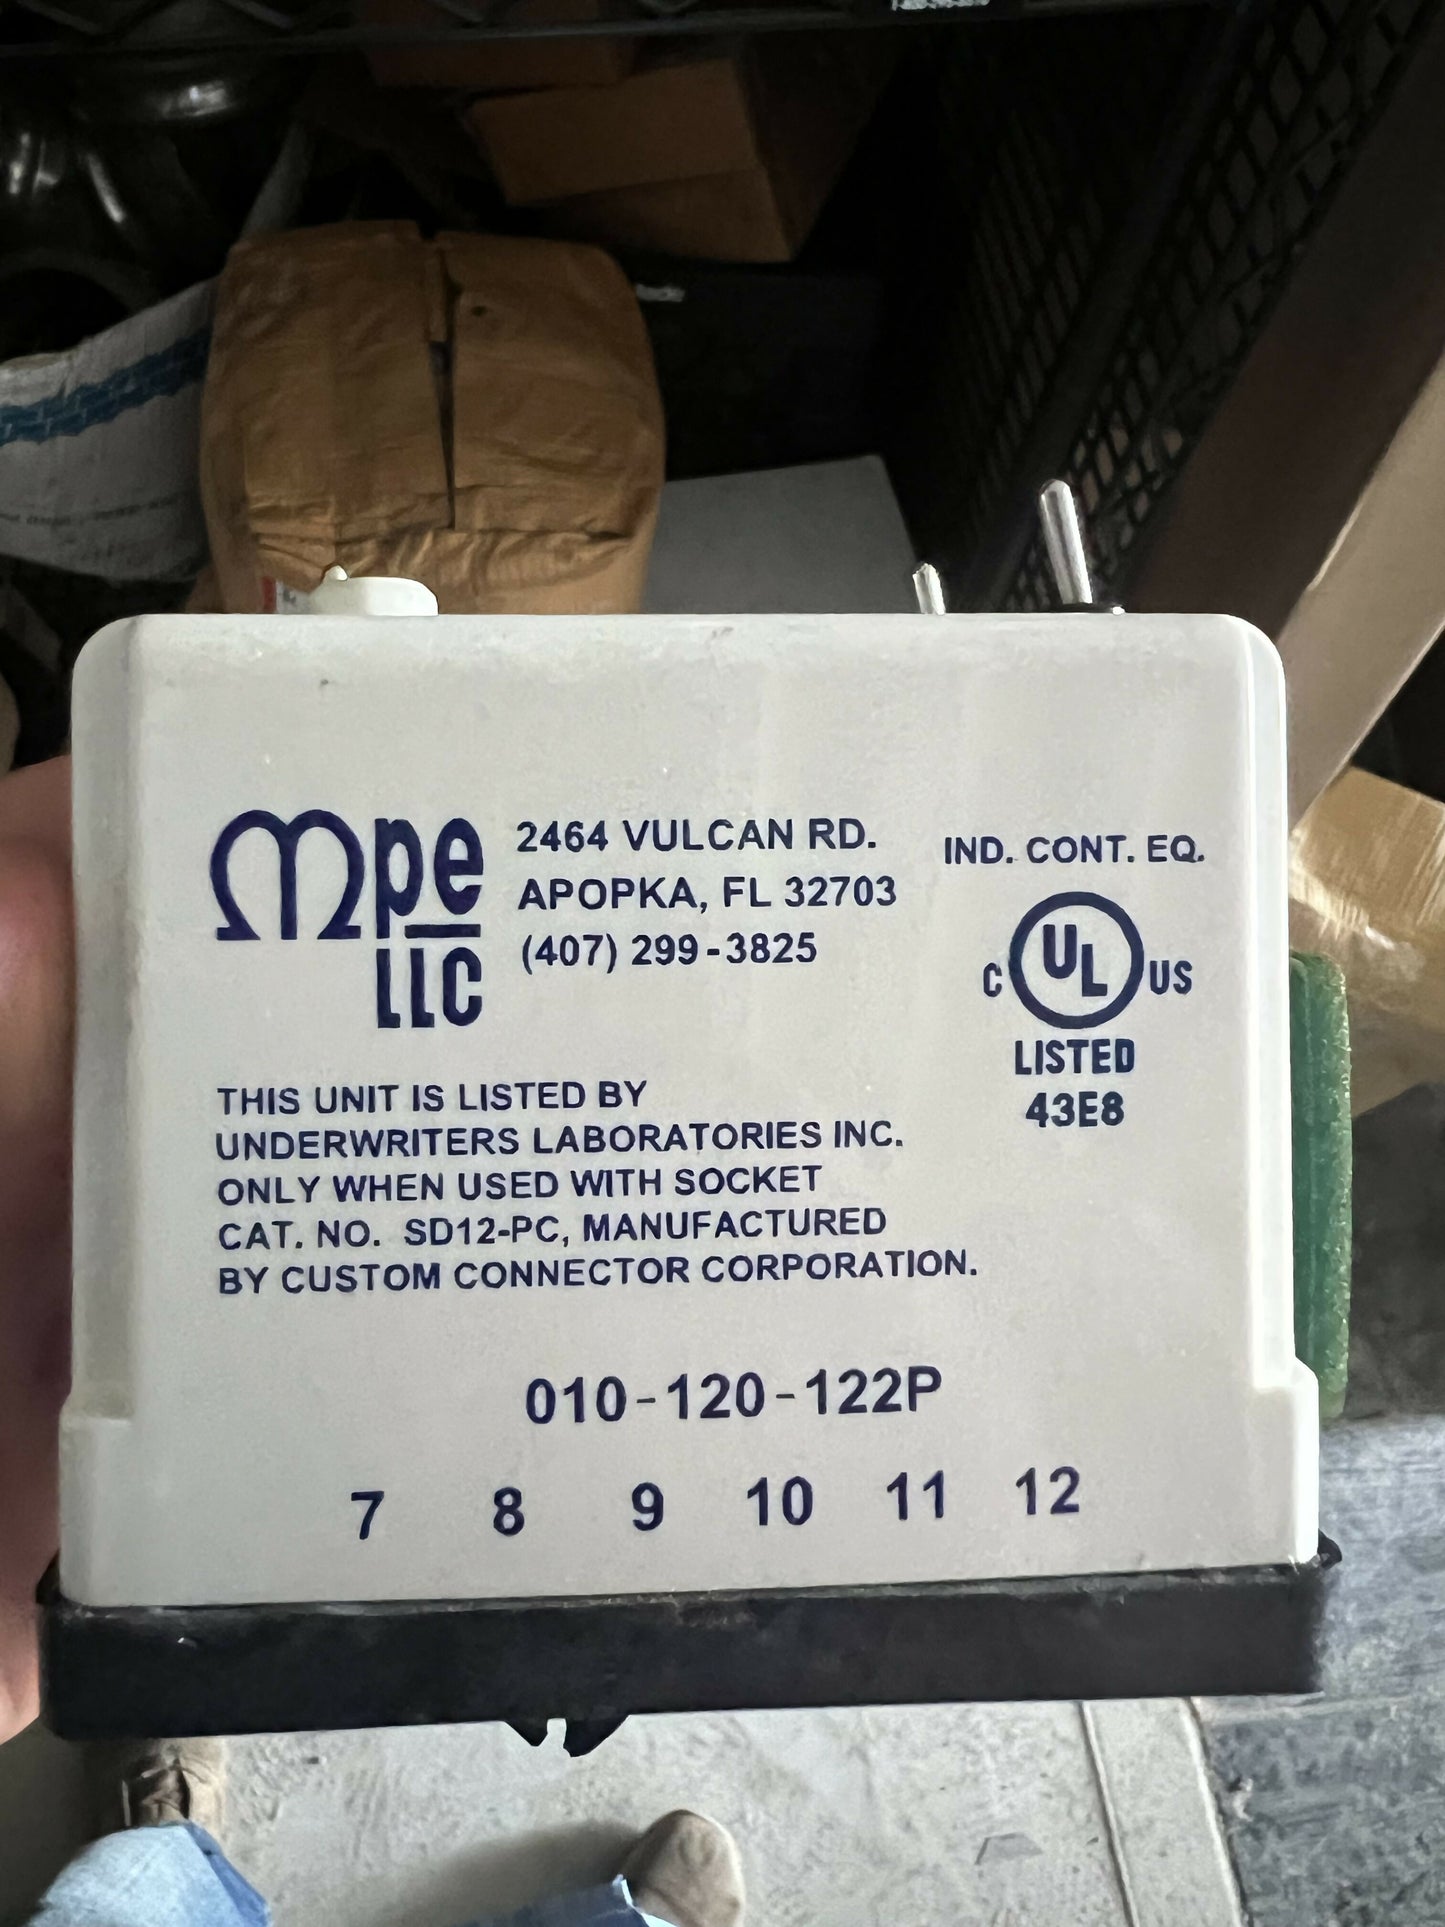 mpe
LLC
2464 VULCAN RD.
APOPKA, FL 32703
(407) 299-3825
IND. CONT. EQ.
C UL US
LISTED
43E8
THIS UNIT IS LISTED BY
UNDERWRITERS LABORATORIES INC.
ONLY WHEN USED WITH SOCKET
CAT. NO. SD12-PC, MANUFACTURED
BY CUSTOM CONNECTOR CORPORATION.
010-120-122P
7 8 9 10 11 12